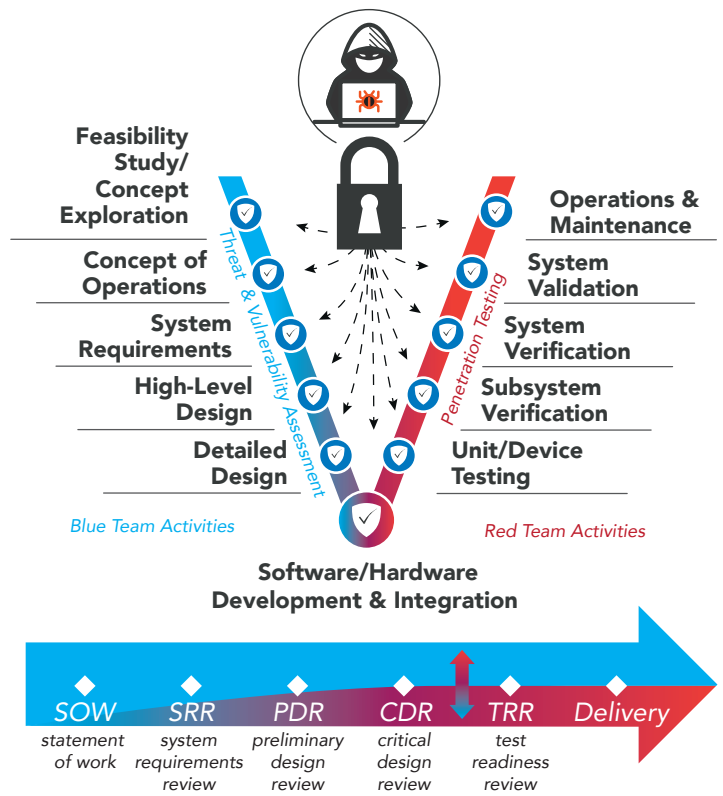 Feasibility
Study/
Concept
Exploration
Concept of
Operations
System
Requirements
High-Level
Design
Detailed
Design
Threat & Vulnerability Assessment
Blue Team Activities
Operations &
Maintenance
System
Validation
System
Verification
Subsystem
Verification
Unit/Device
Testing
Penetration Testing
Red Team Activities
Software/Hardware
Development & Integration
SOW
statement
of work
SRR
system
requirements
review
PDR
preliminary
design
review
CDR
critical
design
review
TRR
test
readiness
review
Delivery